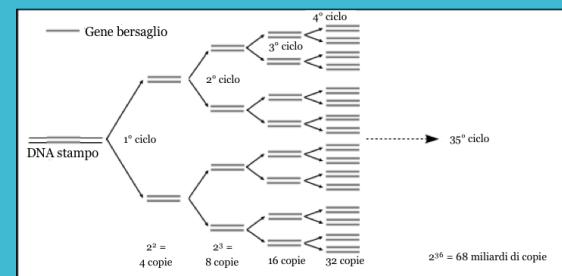 4° ciclo
Gene bersaglio
3° ciclo
2° ciclo
1° ciclo
35° ciclo
DNA stampo
2² =
4 copie
2³ =
8 copie
16 copie
32 copie
2³⁶ = 68 miliardi di copie